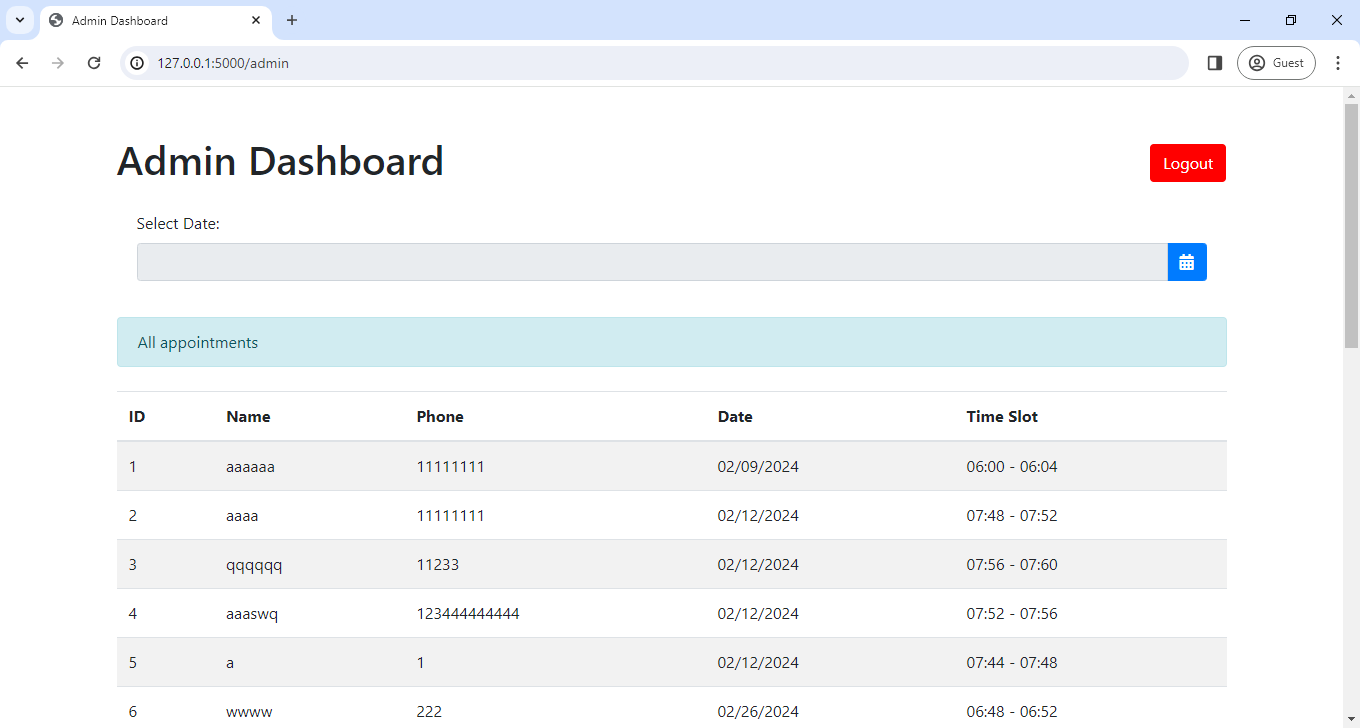 Admin Dashboard
127.0.0.1:5000/admin
Guest
Admin Dashboard
Logout
Select Date:
All appointments
ID Name Phone Date Time Slot
1 aaaaaa 11111111 02/09/2024 06:00 - 06:04
2 aaaa 11111111 02/12/2024 07:48 - 07:52
3 qqqqqq 11233 02/12/2024 07:56 - 07:60
4 aaaswq 123444444444 02/12/2024 07:52 - 07:56
5 a 1 02/12/2024 07:44 - 07:48
6 wwww 222 02/26/2024 06:48 - 06:52